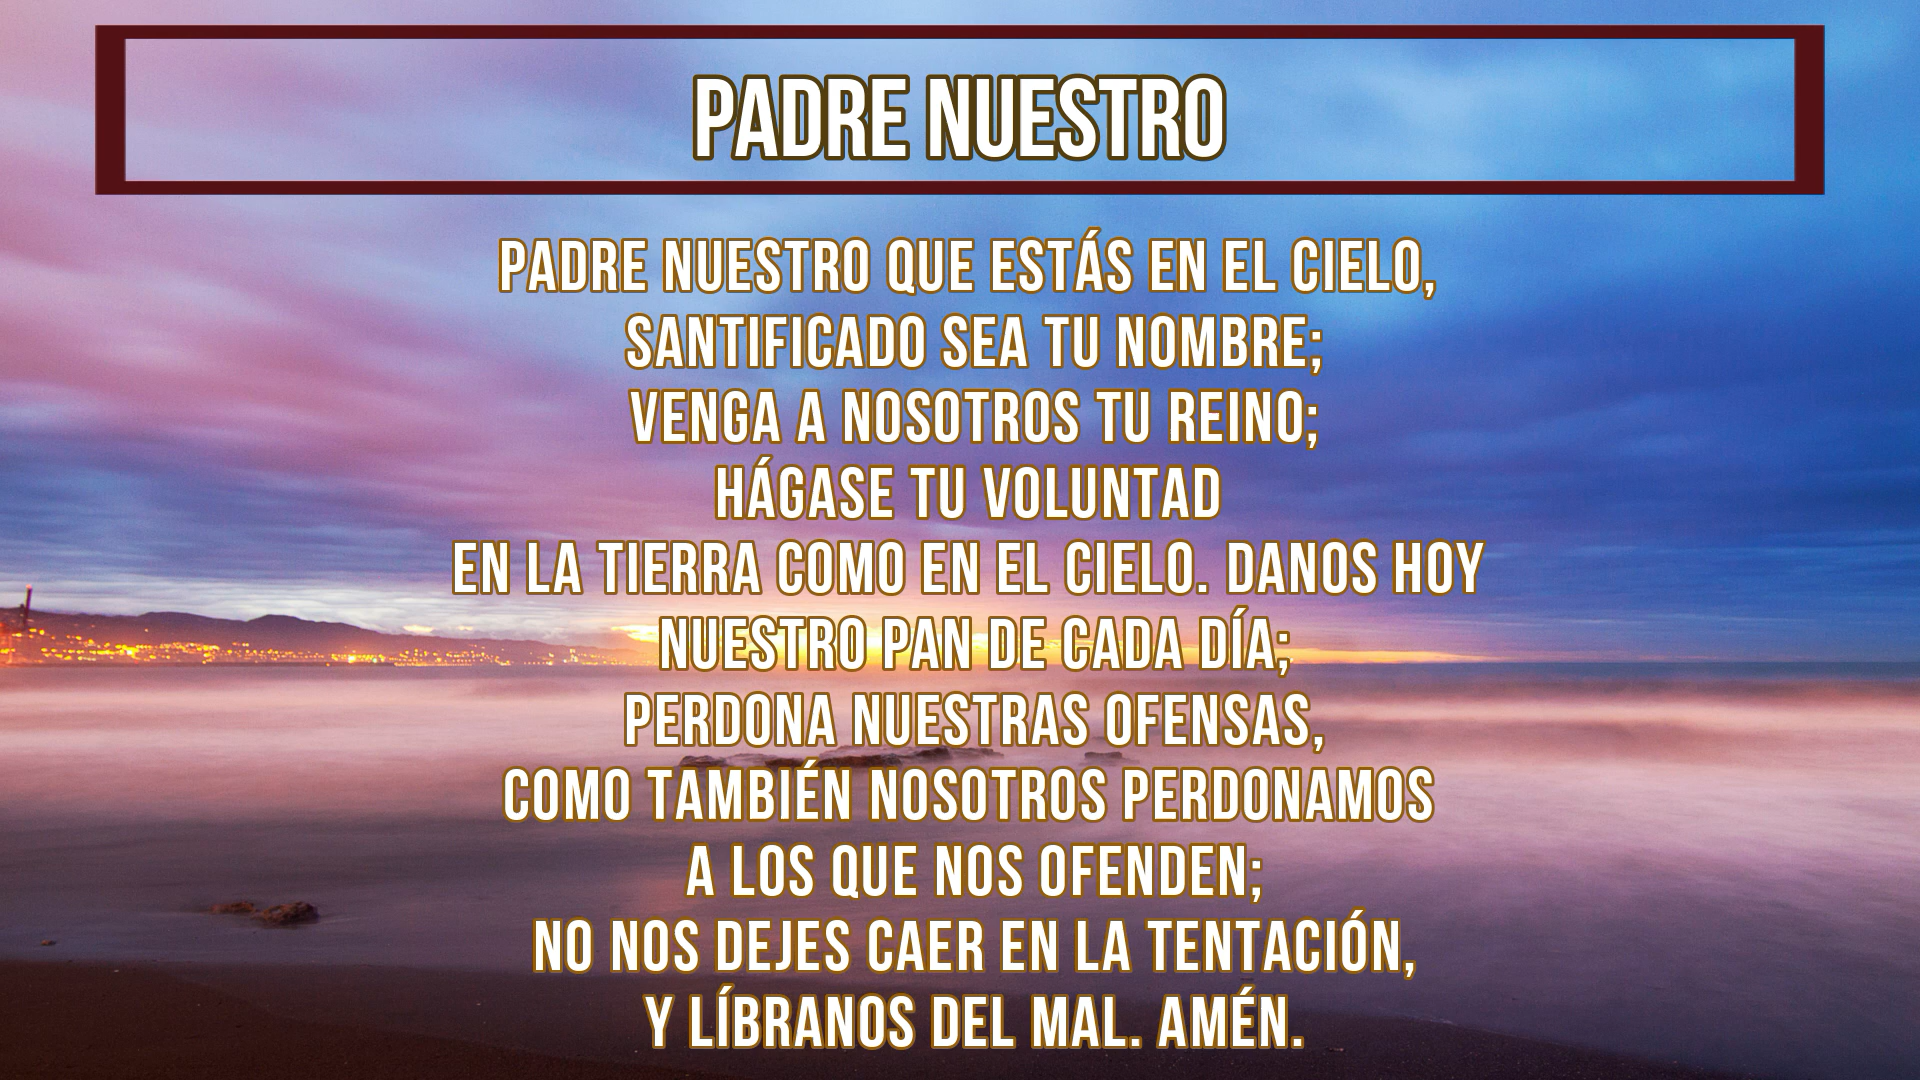 PADRE NUESTRO
PADRE NUESTRO QUE ESTÁS EN EL CIELO,
SANTIFICADO SEA TU NOMBRE;
VENGA A NOSOTROS TU REINO;
HÁGASE TU VOLUNTAD
EN LA TIERRA COMO EN EL CIELO. DANOS HOY
NUESTRO PAN DE CADA DÍA;
PERDONA NUESTRAS OFENSAS,
COMO TAMBIÉN NOSOTROS PERDONAMOS
A LOS QUE NOS OFENDEN;
NO NOS DEJES CAER EN LA TENTACIÓN,
Y LÍBRANOS DEL MAL. AMÉN.